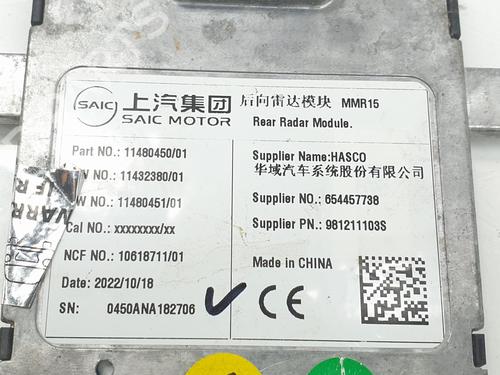 SAIC 上汽集团 后向雷达模块 MMR15
SAIC MOTOR Rear Radar Module.
Part NO.: 11480450/01 Supplier Name:HASCO
华域汽车系统股份有限公司
W NO.: 11432380/01
W NO.: 11480451/01 Supplier NO.: 654457738
Cal NO.: xxxxxxxx/xx Supplier PN.: 981211103S
NCF NO.: 10618711/01 Made in CHINA
Date: 2022/10/18
SN: 0450ANA182706 CE